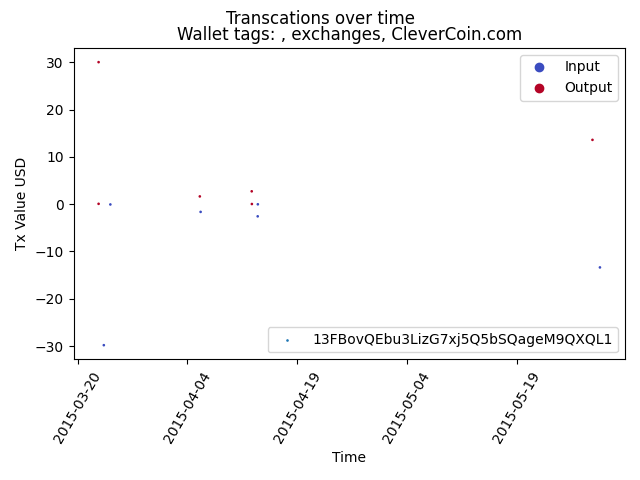 Transcations over time
Wallet tags: , exchanges, CleverCoin.com
Input
Output
Tx Value USD
30
20
10
0
−10
−20
−30
13FBovQEbu3LizG7xj5Q5bSQageM9QXQL1
2015-03-20
2015-04-04
2015-04-19
2015-05-04
2015-05-19
Time